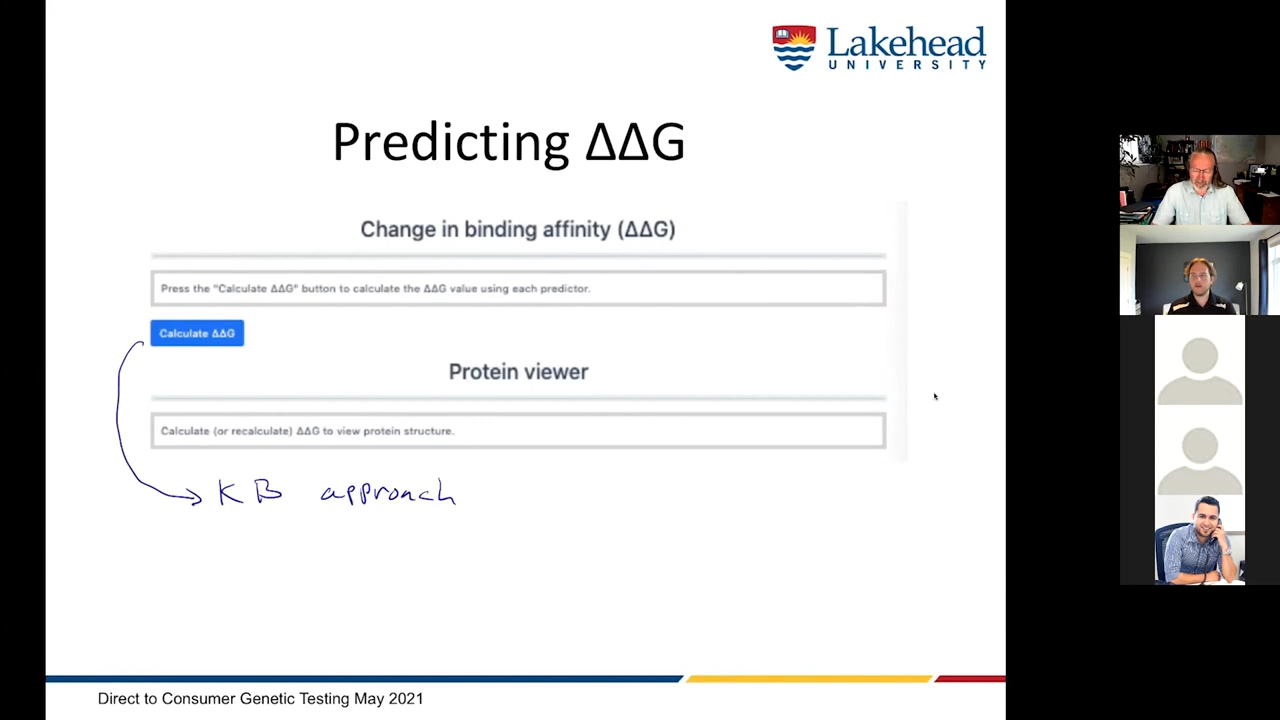 Lakehead
UNIVERSITY
Predicting ΔΔG
Change in binding affinity (ΔΔG)
Press the "Calculate ΔΔG" button to calculate the ΔΔG value using each predictor.
Calculate ΔΔG
Protein viewer
Calculate (or recalculate) ΔΔG to view protein structure.
KB approach
Direct to Consumer Genetic Testing May 2021